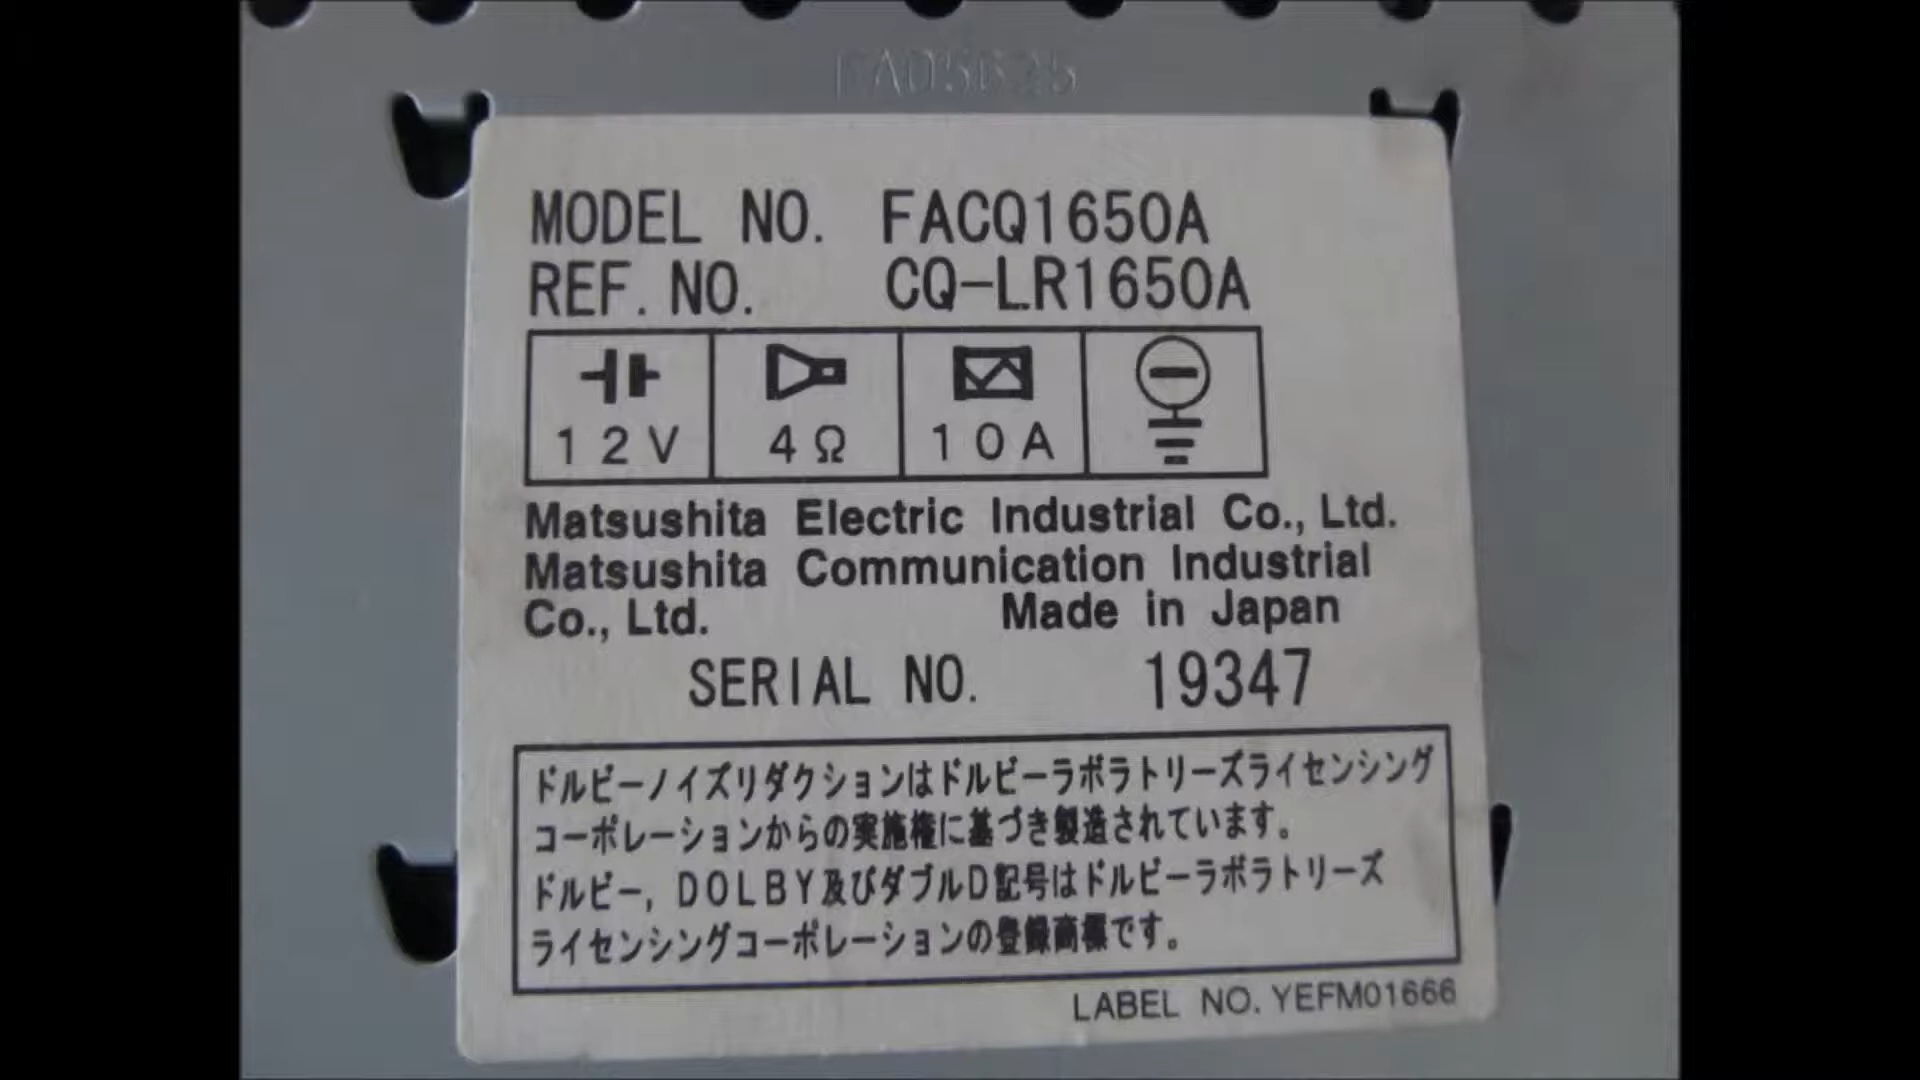 MODEL NO. FACQ1650A
REF. NO. CQ-LR1650A
12V 4Ω 10A
Matsushita Electric Industrial Co., Ltd.
Matsushita Communication Industrial
Co., Ltd. Made in Japan
SERIAL NO. 19347
ドルビーノイズリダクションはドルビーラボラトリーズライセンシング
コーポレーションからの実施権に基づき製造されています。
ドルビー, DOLBY及びダブルD記号はドルビーラボラトリーズ
ライセンシングコーポレーションの登録商標です。
LABEL NO. YEFM01666